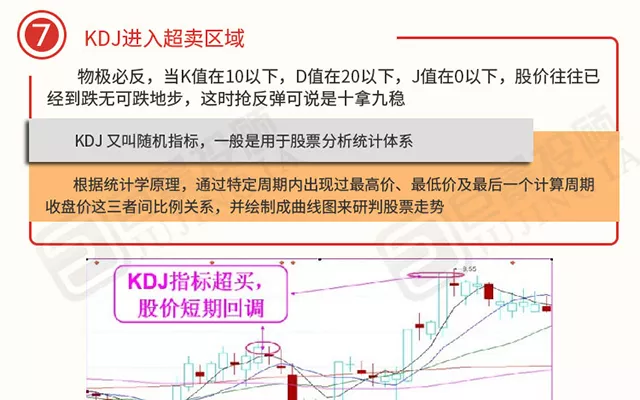 7
KDJ进入超卖区域
物极必反，当K值在10以下，D值在20以下，J值在0以下，股价往往已
经到跌无可跌地步，这时抢反弹可说是十拿九稳
KDJ 又叫随机指标，一般是用于股票分析统计体系
根据统计学原理，通过特定周期内出现过最高价、最低价及最后一个计算周期
收盘价这三者间比例关系，并绘制成曲线图来研判股票走势
KDJ指标超买，
股价短期回调